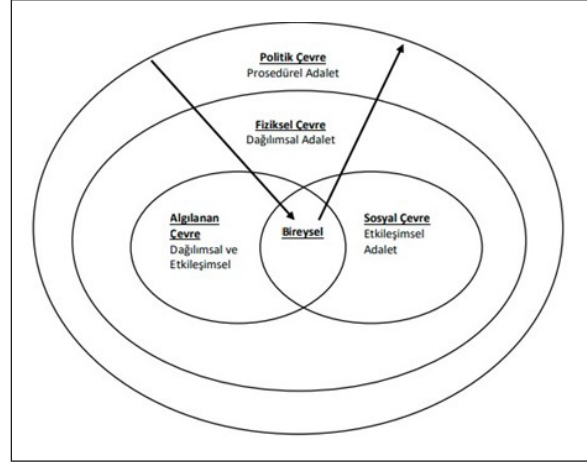 Politik Çevre
Prosedürel Adalet
Fiziksel Çevre
Dağılımsal Adalet
Algılanan
Çevre
Dağılımsal ve
Etkileşimsel
Bireysel
Sosyal Çevre
Etkileşimsel
Adalet